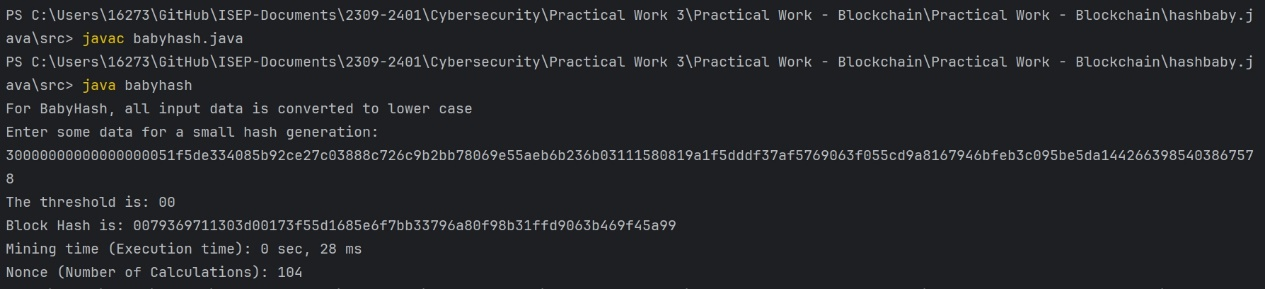 PS C:\Users\16273\GitHub\ISEP-Documents\2309-2401\Cybersecurity\Practical Work 3\Practical Work - Blockchain\Practical Work - Blockchain\hashbaby.j
ava\src> javac babyhash.java
PS C:\Users\16273\GitHub\ISEP-Documents\2309-2401\Cybersecurity\Practical Work 3\Practical Work - Blockchain\Practical Work - Blockchain\hashbaby.j
ava\src> java babyhash
For BabyHash, all input data is converted to lower case
Enter some data for a small hash generation:
30000000000000000051f5de334085b92ce27c03888c726c9b2bb78069e55aeb6b236b03111580819a1f5dddf37af5769063f055cd9a8167946bfeb3c095be5da144266398540386757
8
The threshold is: 00
Block Hash is: 0079369711303d00173f55d1685e6f7bb33796a80f98b31ffd9063b469f45a99
Mining time (Execution time): 0 sec, 28 ms
Nonce (Number of Calculations): 104